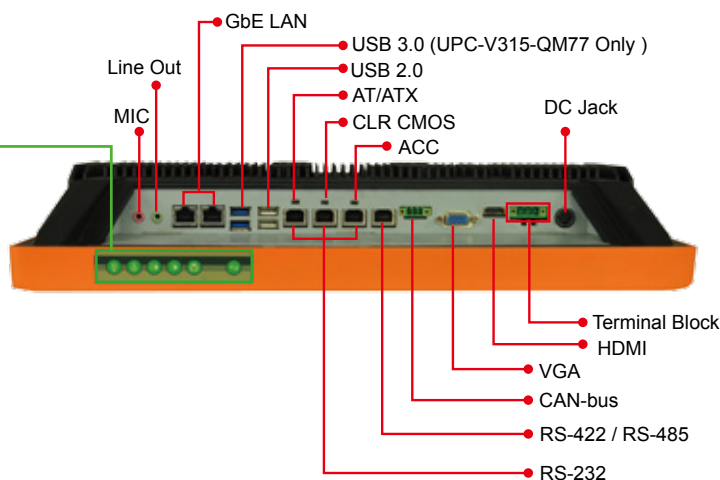 GbE LAN
USB 3.0 (UPC-V315-QM77 Only )
Line Out
USB 2.0
AT/ATX
DC Jack
MIC
CLR CMOS
ACC
Terminal Block
HDMI
VGA
CAN-bus
RS-422 / RS-485
RS-232